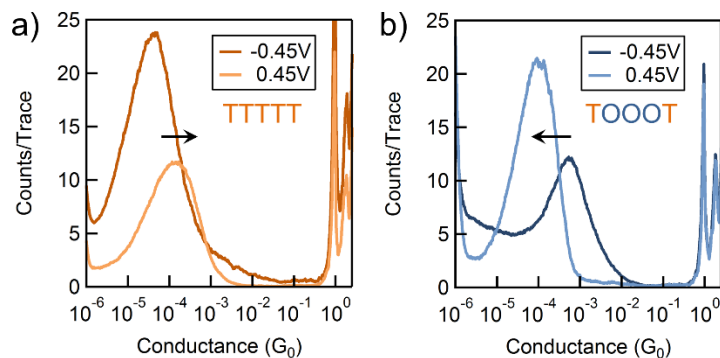 a)
25
20
15
10
5
0
Counts/Trace
-0.45V
0.45V
TTTTT
10^-6 10^-5 10^-4 10^-3 10^-2 10^-1 10^0
Conductance (G_0)
b)
25
20
15
10
5
0
Counts/Trace
-0.45V
0.45V
TOOOT
10^-6 10^-5 10^-4 10^-3 10^-2 10^-1 10^0
Conductance (G_0)